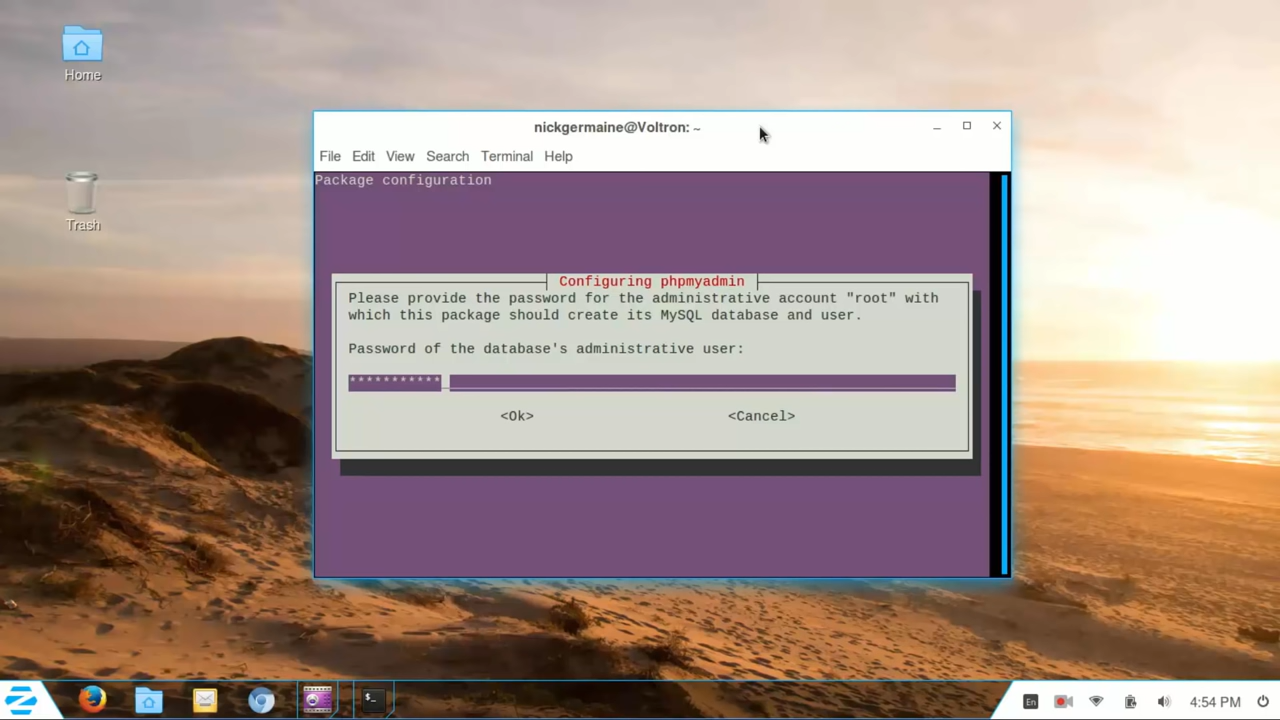 Home
Trash
nickgermaine@Voltron: ~
File Edit View Search Terminal Help
Package configuration
Configuring phpmyadmin
Please provide the password for the administrative account "root" with
which this package should create its MySQL database and user.
Password of the database's administrative user:
***********
<Ok> <Cancel>
En 4:54 PM